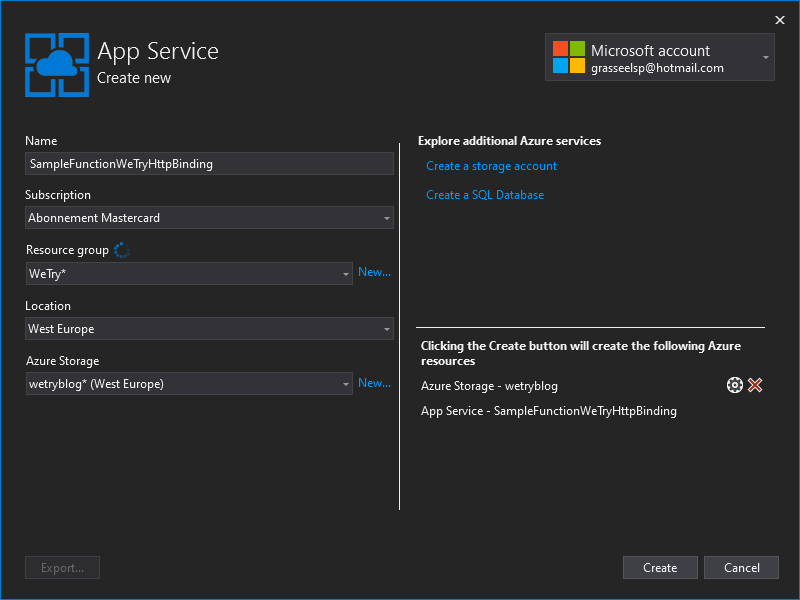 App Service
Create new
Microsoft account
grasseelsp@hotmail.com
Name
SampleFunctionWeTryHttpBinding
Subscription
Abonnement Mastercard
Resource group
WeTry*
New...
Location
West Europe
Azure Storage
wetryblog* (West Europe)
New...
Explore additional Azure services
Create a storage account
Create a SQL Database
Clicking the Create button will create the following Azure
resources
Azure Storage - wetryblog
App Service - SampleFunctionWeTryHttpBinding
Export...
Create
Cancel